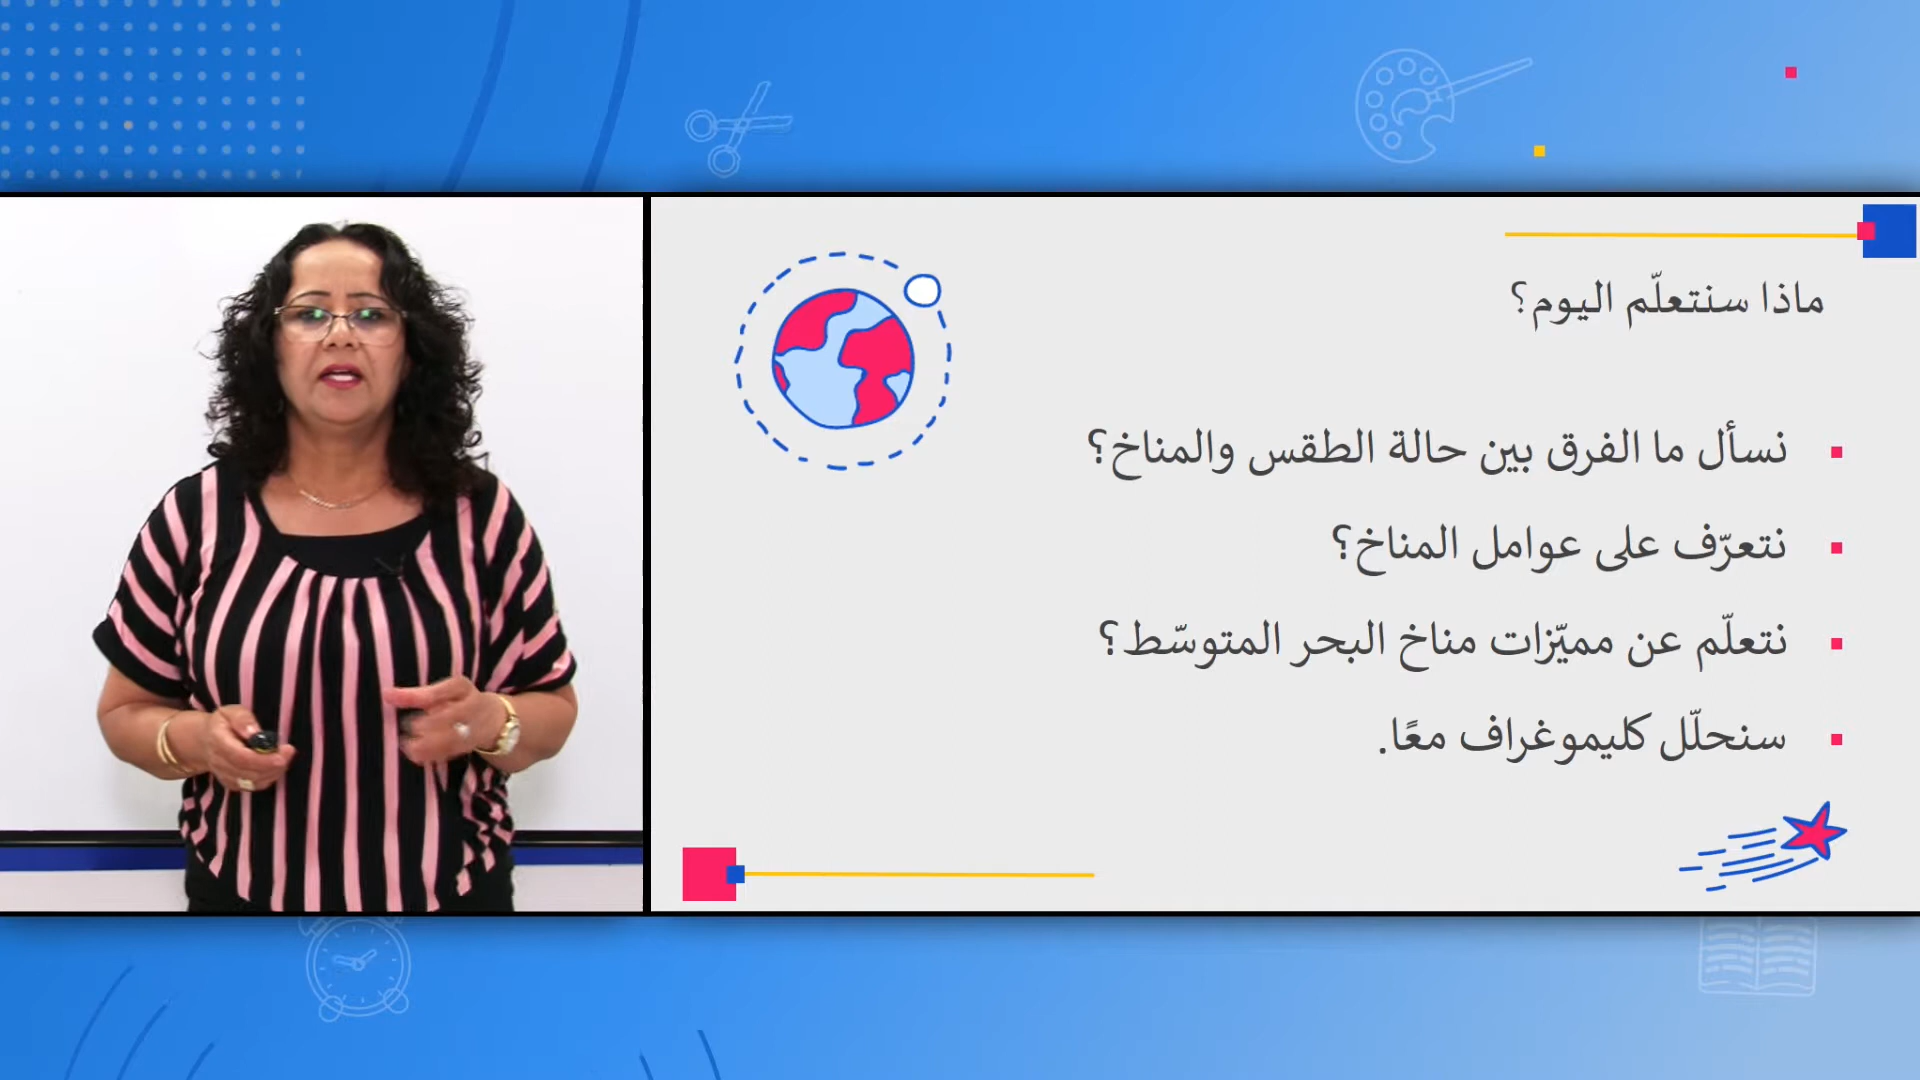 ماذا سنتعلّم اليوم؟
نسأل ما الفرق بين حالة الطقس والمناخ؟
نتعرّف على عوامل المناخ؟
نتعلّم عن مميّزات مناخ البحر المتوسّط؟
سنحلّل كليموغراف معًا.